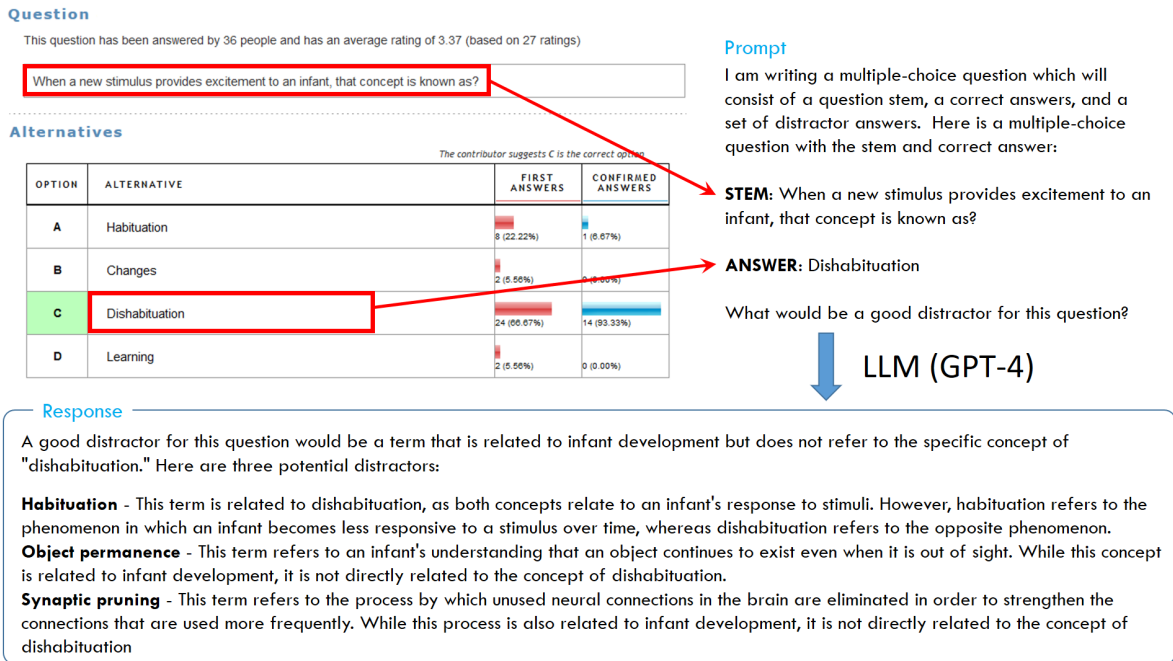 Question
This question has been answered by 36 people and has an average rating of 3.37 (based on 27 ratings)
When a new stimulus provides excitement to an infant, that concept is known as?
Alternatives
The contributor suggests C is the correct option
OPTION ALTERNATIVE FIRST ANSWERS CONFIRMED ANSWERS
A Habituation 8 (22.22%) 1 (6.67%)
B Changes 2 (5.56%) 0 (0.00%)
C Dishabituation 24 (66.67%) 14 (93.33%)
D Learning 2 (5.56%) 0 (0.00%)
Prompt
I am writing a multiple-choice question which will
consist of a question stem, a correct answers, and a
set of distractor answers. Here is a multiple-choice
question with the stem and correct answer:
STEM: When a new stimulus provides excitement to an
infant, that concept is known as?
ANSWER: Dishabituation
What would be a good distractor for this question?
LLM (GPT-4)
Response
A good distractor for this question would be a term that is related to infant development but does not refer to the specific concept of
"dishabituation." Here are three potential distractors:
Habituation - This term is related to dishabituation, as both concepts relate to an infant's response to stimuli. However, habituation refers to the
phenomenon in which an infant becomes less responsive to a stimulus over time, whereas dishabituation refers to the opposite phenomenon.
Object permanence - This term refers to an infant's understanding that an object continues to exist even when it is out of sight. While this concept
is related to infant development, it is not directly related to the concept of dishabituation.
Synaptic pruning - This term refers to the process by which unused neural connections in the brain are eliminated in order to strengthen the
connections that are used more frequently. While this process is also related to infant development, it is not directly related to the concept of
dishabituation